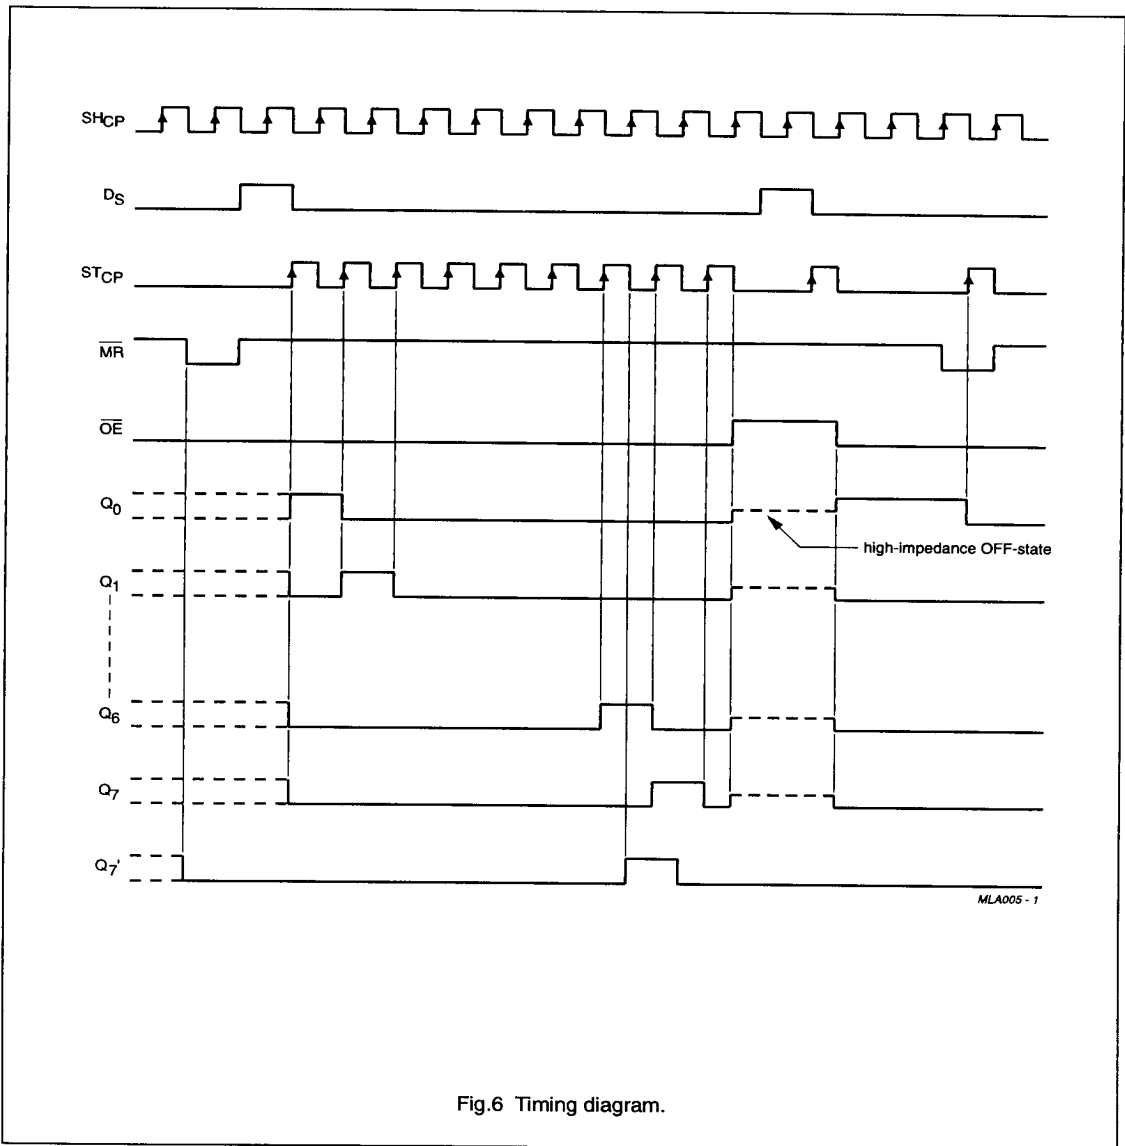 SHCP
DS
STCP
MR
OE
Q0
high-impedance OFF-state
Q1
Q6
Q7
Q7'
MLA005 - 1
Fig.6 Timing diagram.